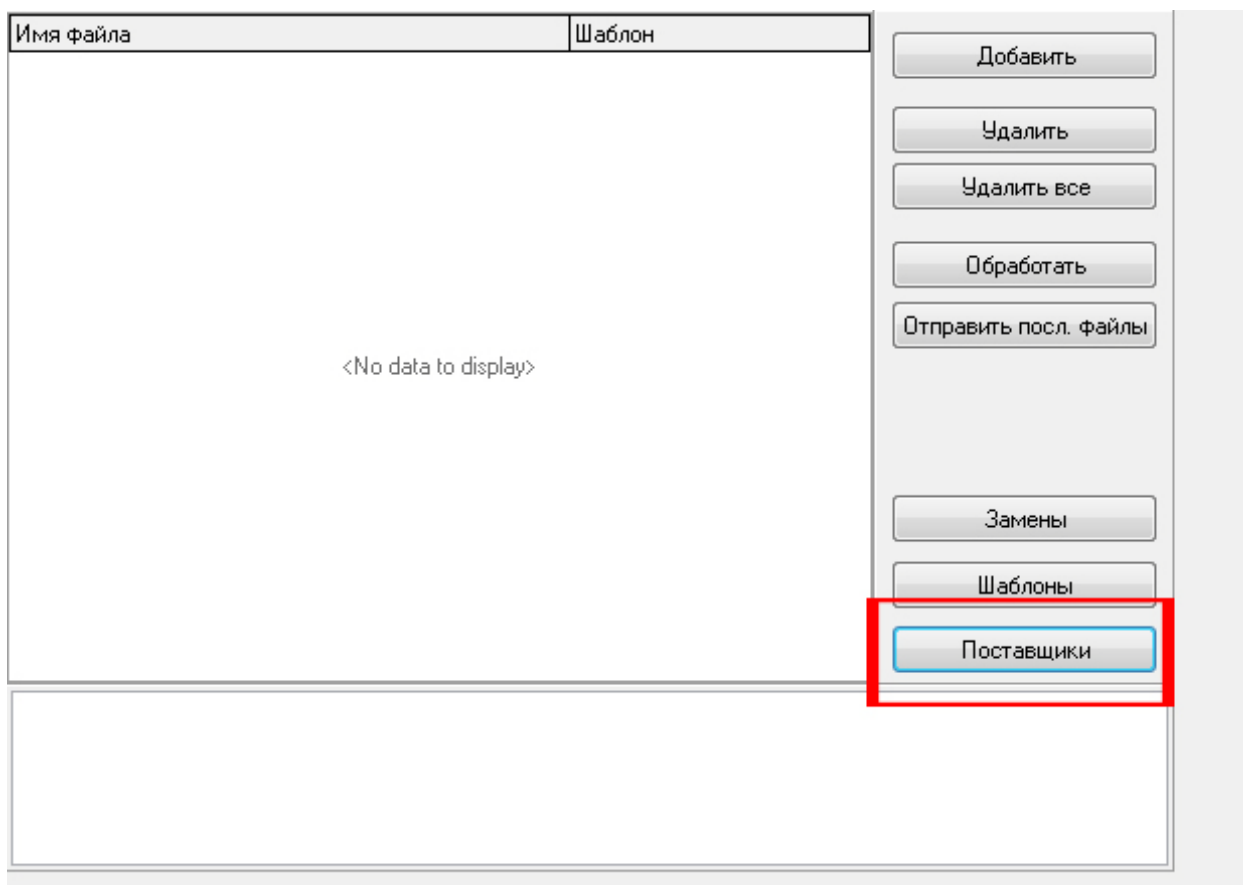 Имя файла Шаблон
Добавить
Удалить
Удалить все
Обработать
Отправить посл. файлы
<No data to display>
Замены
Шаблоны
Поставщики